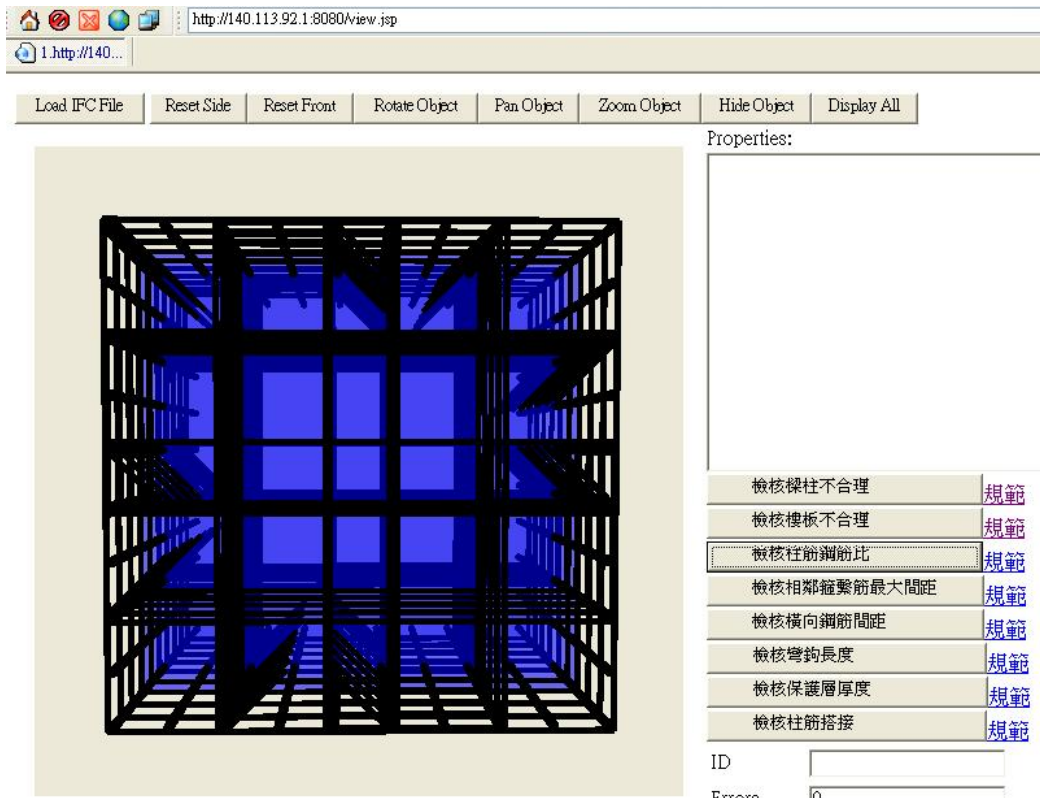 http://140.113.92.1:8080/view.jsp
1.http://140...
Load IFC File Reset Side Reset Front Rotate Object Pan Object Zoom Object Hide Object Display All
Properties:
檢核樑柱不合理 規範
檢核樓板不合理 規範
檢核柱筋鋼筋比 規範
檢核相鄰箍繫筋最大間距 規範
檢核橫向鋼筋間距 規範
檢核彎鉤長度 規範
檢核保護層厚度 規範
檢核柱筋搭接 規範
ID
Errors 0